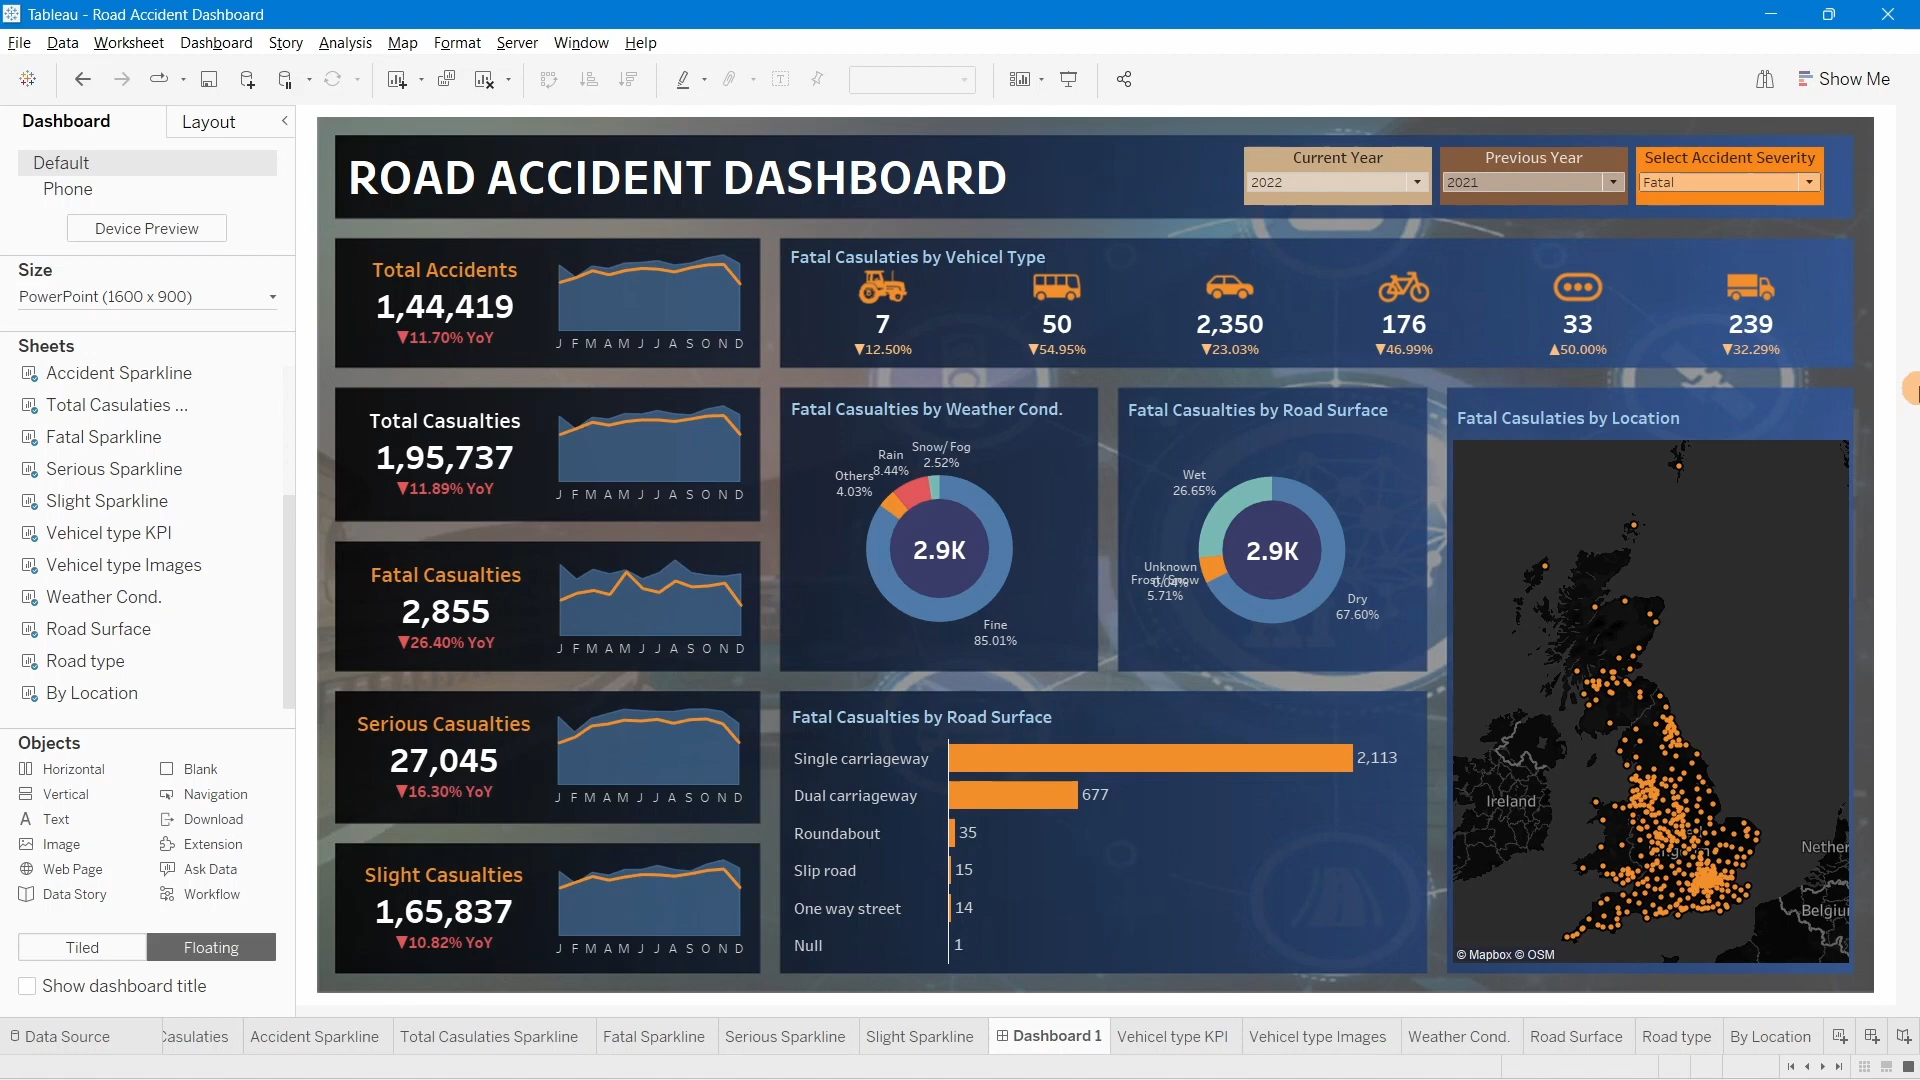 Tableau - Road Accident Dashboard
File Data Worksheet Dashboard Story Analysis Map Format Server Window Help
Show Me
Dashboard Layout
Default
Phone
Device Preview
Size
PowerPoint (1600 x 900)
Sheets
Accident Sparkline
Total Casulaties ...
Fatal Sparkline
Serious Sparkline
Slight Sparkline
Vehicel type KPI
Vehicel type Images
Weather Cond.
Road Surface
Road type
By Location
Objects
Horizontal Blank
Vertical Navigation
Text Download
Image Extension
Web Page Ask Data
Data Story Workflow
Tiled Floating
Show dashboard title
ROAD ACCIDENT DASHBOARD
Current Year
2022
Previous Year
2021
Select Accident Severity
Fatal
Total Accidents
1,44,419
▼11.70% YoY
J F M A M J J A S O N D
Total Casualties
1,95,737
▼11.89% YoY
J F M A M J J A S O N D
Fatal Casualties
2,855
▼26.40% YoY
J F M A M J J A S O N D
Serious Casualties
27,045
▼16.30% YoY
J F M A M J J A S O N D
Slight Casualties
1,65,837
▼10.82% YoY
J F M A M J J A S O N D
Fatal Casulaties by Vehicel Type
7 50 2,350 176 33 239
▼12.50% ▼54.95% ▼23.03% ▼46.99% ▲50.00% ▼32.29%
Fatal Casualties by Weather Cond.
Snow/Fog
2.52%
Rain
8.44%
Others
4.03%
2.9K
Fine
85.01%
Fatal Casualties by Road Surface
Wet
26.65%
2.9K
Unknown
0.04%
Frost/Snow
5.71%
Dry
67.60%
Fatal Casualties by Road Surface
Single carriageway 2,113
Dual carriageway 677
Roundabout 35
Slip road 15
One way street 14
Null 1
Fatal Casulaties by Location
Ireland
Nether
Belgiu
© Mapbox © OSM
Data Source Casulaties Accident Sparkline Total Casulaties Sparkline Fatal Sparkline Serious Sparkline Slight Sparkline Dashboard 1 Vehicel type KPI Vehicel type Images Weather Cond. Road Surface Road type By Location